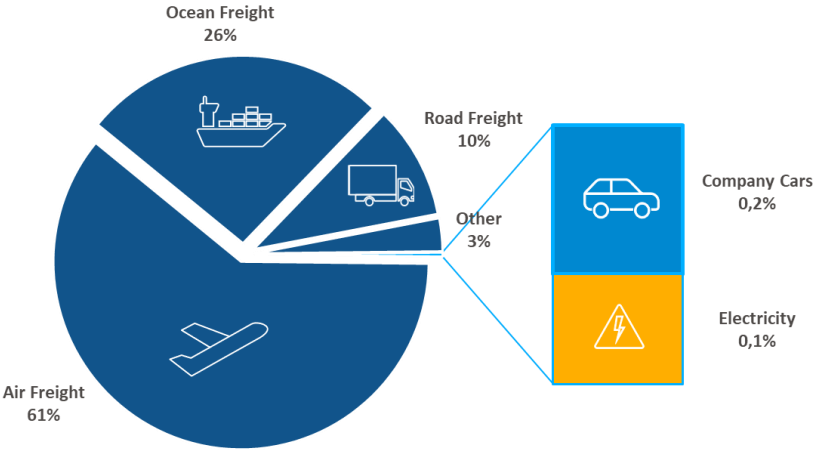 Ocean Freight
26%
Road Freight
10%
Other
3%
Company Cars
0,2%
Electricity
0,1%
Air Freight
61%